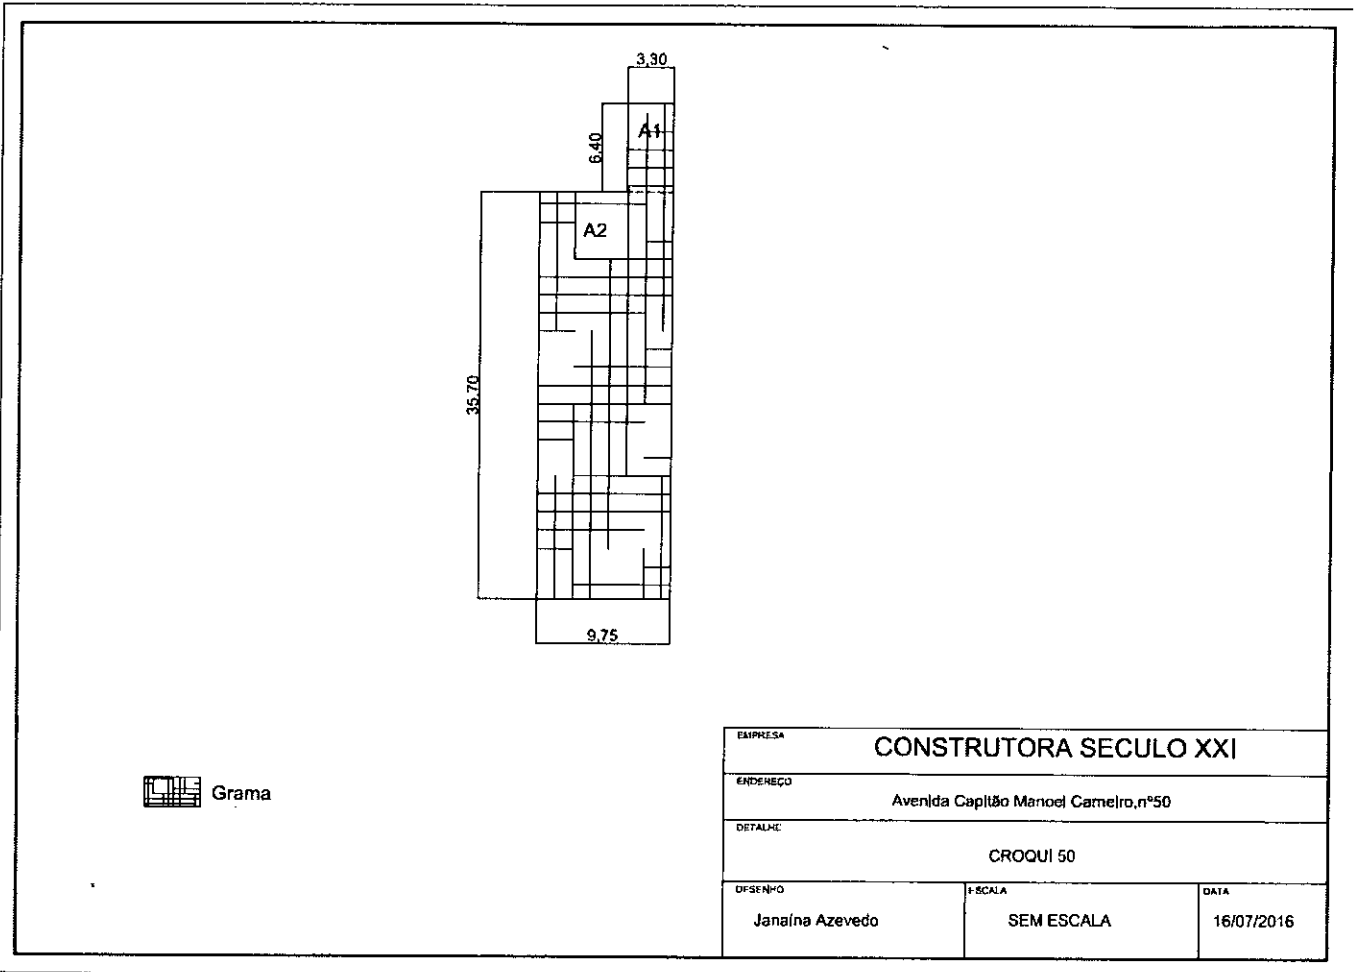 3,30
A1
6,40
A2
35,70
9,75
Grama
EMPRESA
CONSTRUTORA SECULO XXI
ENDEREÇO
Avenida Capitão Manoel Carneiro,nº50
DETALHE
CROQUI 50
DESENHO
Janaína Azevedo
ESCALA
SEM ESCALA
DATA
16/07/2016